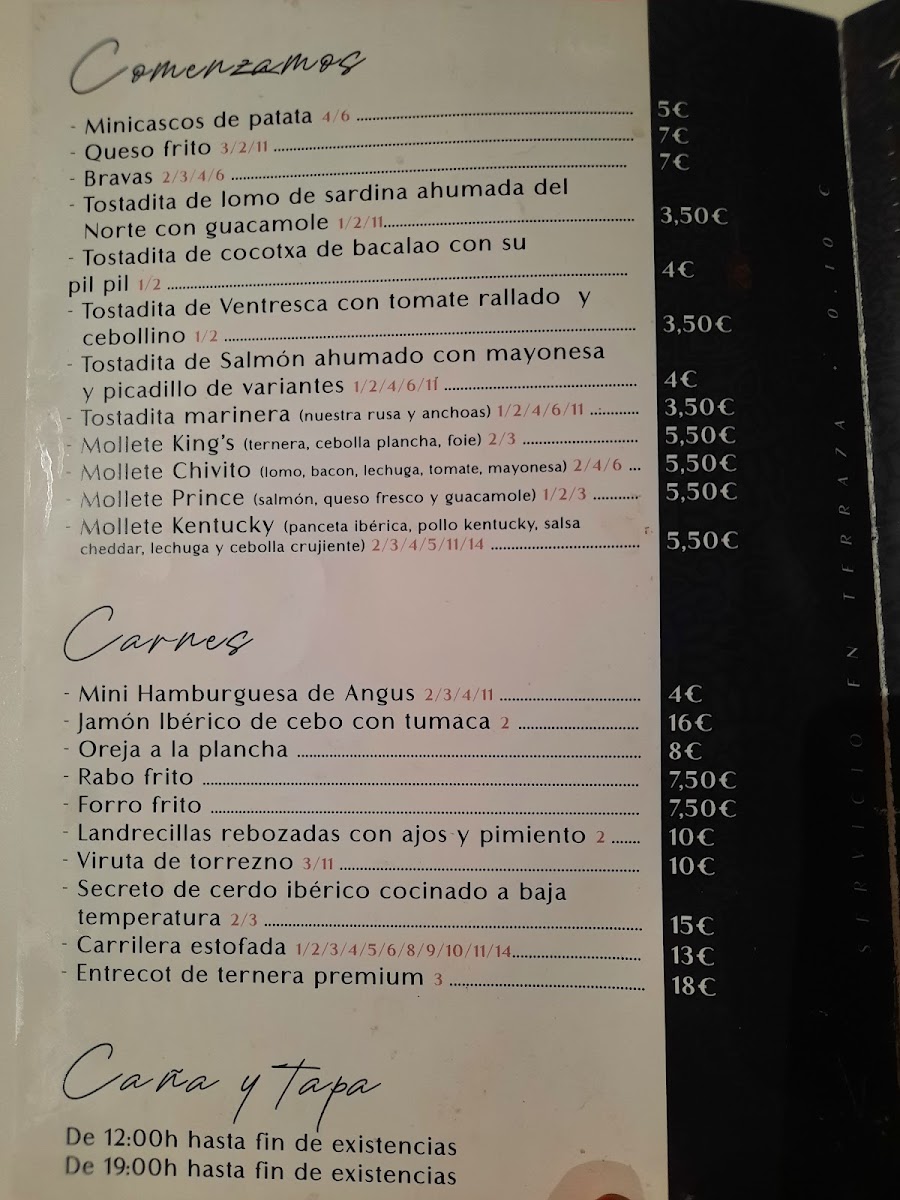 Comenzamos
- Minicascos de patata 4/6 5€
- Queso frito 3/2/11 7€
- Bravas 2/3/4/6 7€
- Tostadita de lomo de sardina ahumada del
Norte con guacamole 1/2/11 3,50€
- Tostadita de cocotxa de bacalao con su
pil pil 1/2 4€
- Tostadita de Ventresca con tomate rallado y
cebollino 1/2 3,50€
- Tostadita de Salmón ahumado con mayonesa
y picadillo de variantes 1/2/4/6/11 4€
- Tostadita marinera (nuestra rusa y anchoas) 1/2/4/6/11 3,50€
- Mollete King's (ternera, cebolla plancha, foie) 2/3 5,50€
- Mollete Chivito (lomo, bacon, lechuga, tomate, mayonesa) 2/4/6 5,50€
- Mollete Prince (salmón, queso fresco y guacamole) 1/2/3 5,50€
- Mollete Kentucky (panceta ibérica, pollo kentucky, salsa
cheddar, lechuga y cebolla crujiente) 2/3/4/5/11/14 5,50€
Carnes
- Mini Hamburguesa de Angus 2/3/4/11 4€
- Jamón Ibérico de cebo con tumaca 2 16€
- Oreja a la plancha 8€
- Rabo frito 7,50€
- Forro frito 7,50€
- Landrecillas rebozadas con ajos y pimiento 2 10€
- Viruta de torrezno 3/11 10€
- Secreto de cerdo ibérico cocinado a baja
temperatura 2/3 15€
- Carrilera estofada 1/2/3/4/5/6/8/9/10/11/14 13€
- Entrecot de ternera premium 3 18€
Caña y Tapa
De 12:00h hasta fin de existencias
De 19:00h hasta fin de existencias
SERVICIO EN TERRAZA . 0,10 €